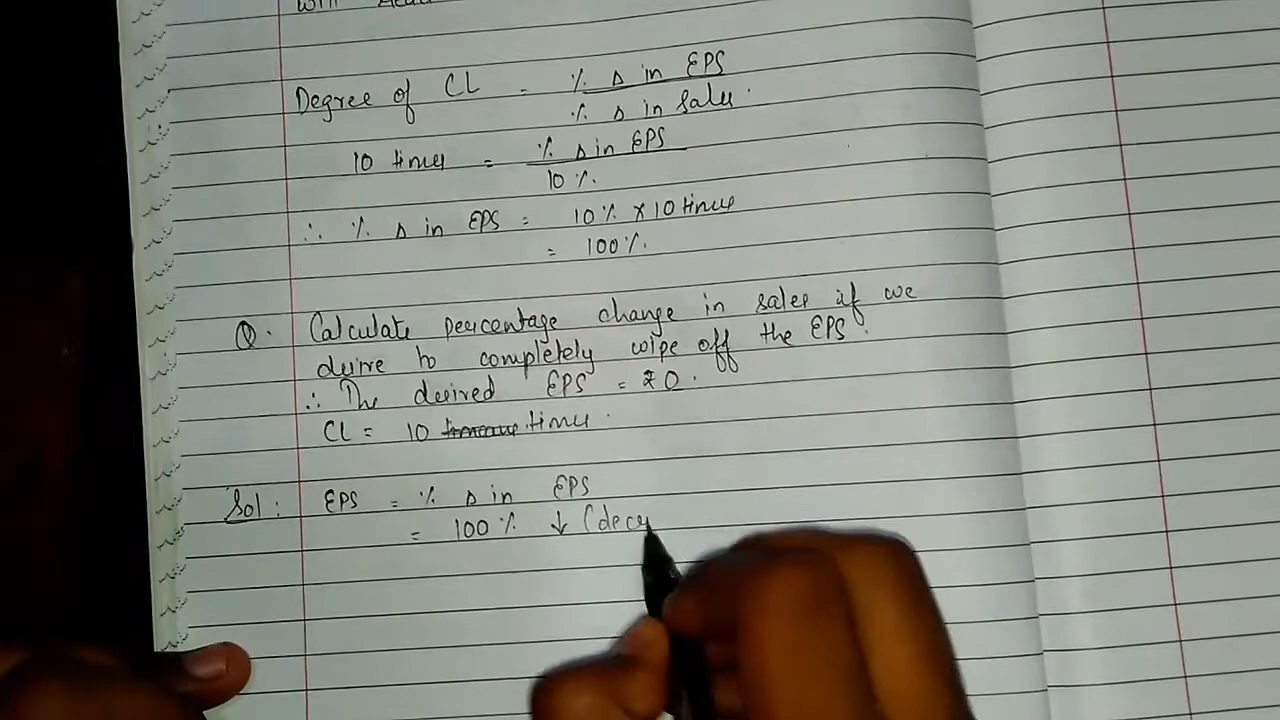 Degree of CL = % Δ in EPS
% Δ in Sales.
10 times = % Δ in EPS
10 %.
∴ % Δ in EPS = 10% x 10 times
= 100%.
Q. Calculate percentage change in sales if we
desire to completely wipe off the EPS.
∴ The desired EPS = ₹0.
CL = 10 times.
Sol: EPS = % Δ in EPS
= 100% ↓ (decr